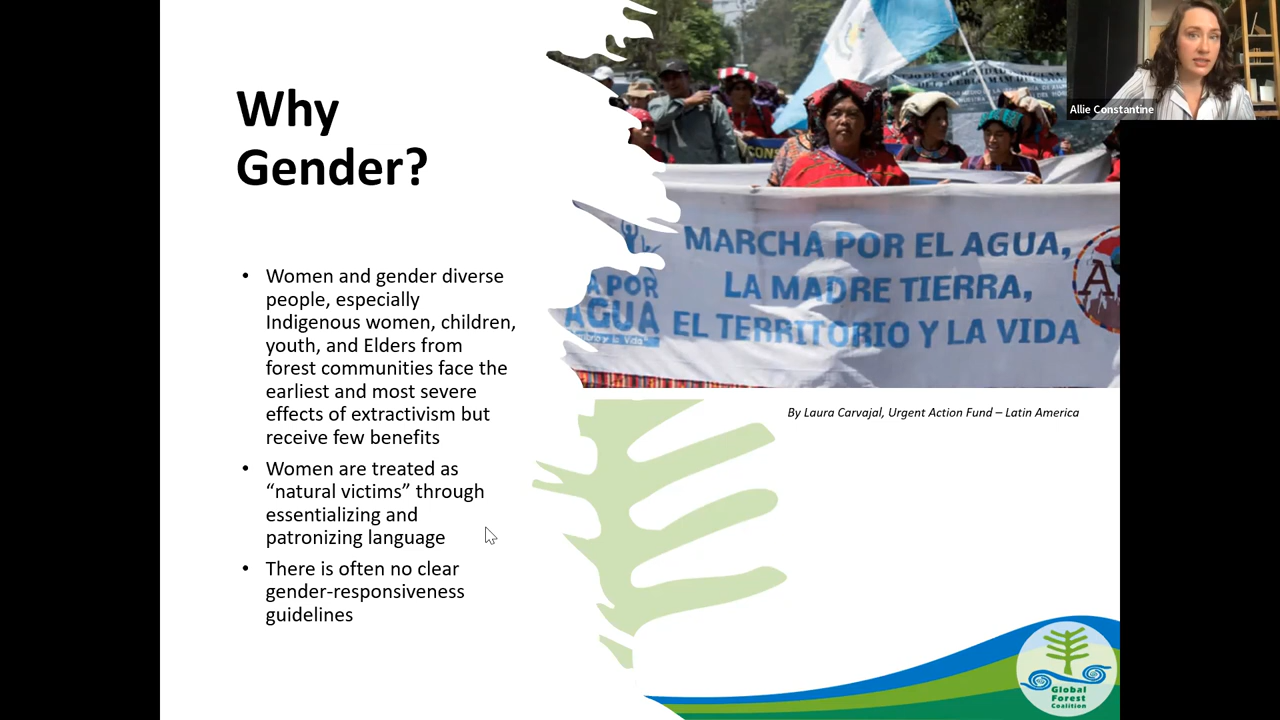 Why
Gender?
• Women and gender diverse
people, especially
Indigenous women, children,
youth, and Elders from
forest communities face the
earliest and most severe
effects of extractivism but
receive few benefits
• Women are treated as
“natural victims” through
essentializing and
patronizing language
• There is often no clear
gender-responsiveness
guidelines
MARCHA POR EL AGUA,
LA MADRE TIERRA,
EL TERRITORIO Y LA VIDA
A POR
AGUA
y la Vida"
By Laura Carvajal, Urgent Action Fund – Latin America
Allie Constantine
Global
Forest
Coalition